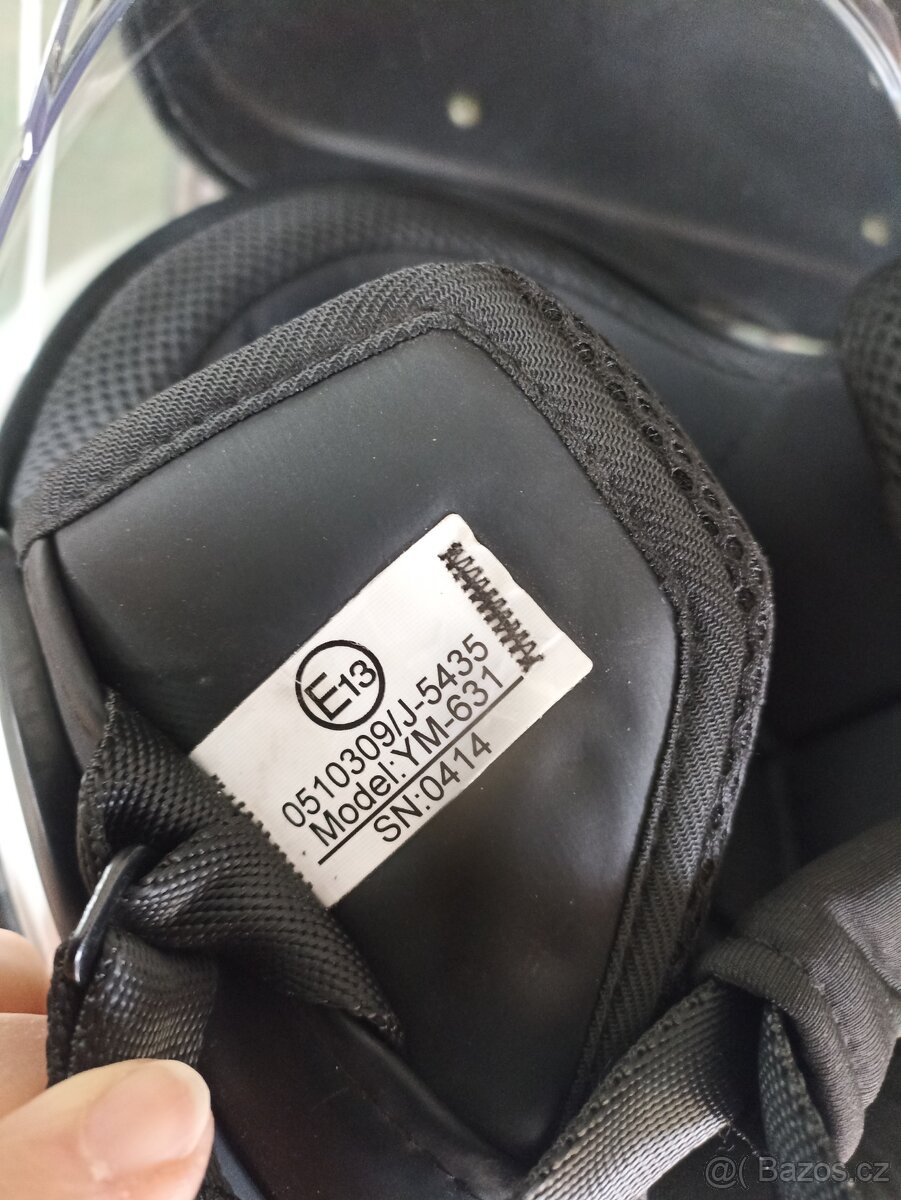 E13
0510309/J-5435
Model:YM-631
SN:0414
@( Bazos.cz